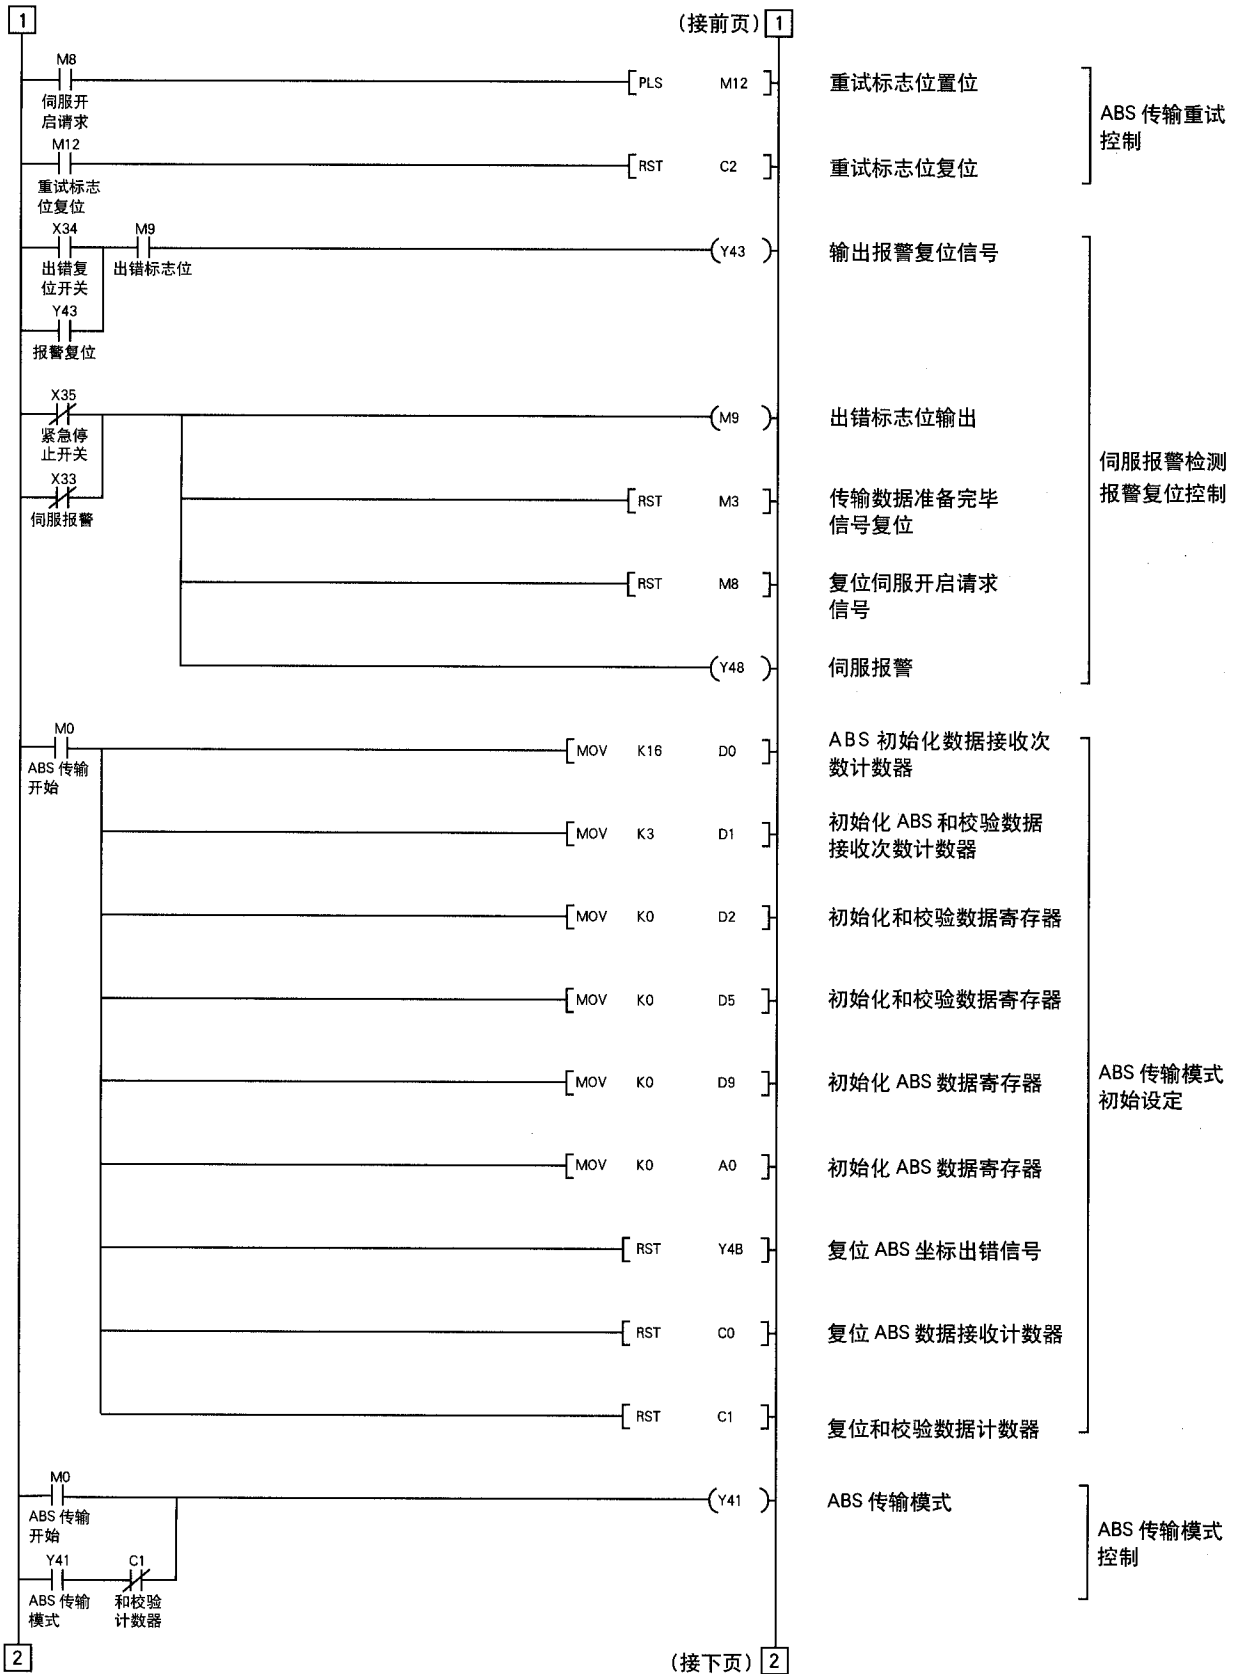 1
(接前页) 1
M8
[PLS M12]
伺服开
启请求
重试标志位置位
M12
[RST C2]
重试标志
位复位
重试标志位复位
ABS 传输重试
控制
X34 M9
(Y43)
出错复
位开关
出错标志位
输出报警复位信号
Y43
报警复位
X35
(M9)
紧急停
止开关
出错标志位输出
X33
伺服报警
[RST M3]
传输数据准备完毕
信号复位
[RST M8]
复位伺服开启请求
信号
(Y48)
伺服报警
伺服报警检测
报警复位控制
M0
ABS 传输
开始
[MOV K16 D0]
ABS 初始化数据接收次
数计数器
[MOV K3 D1]
初始化 ABS 和校验数据
接收次数计数器
[MOV K0 D2]
初始化和校验数据寄存器
[MOV K0 D5]
初始化和校验数据寄存器
[MOV K0 D9]
初始化 ABS 数据寄存器
[MOV K0 A0]
初始化 ABS 数据寄存器
[RST Y4B]
复位 ABS 坐标出错信号
[RST C0]
复位 ABS 数据接收计数器
[RST C1]
复位和校验数据计数器
ABS 传输模式
初始设定
M0
ABS 传输
开始
(Y41)
ABS 传输模式
Y41 C1
ABS 传输
模式
和校验
计数器
ABS 传输模式
控制
2
(接下页) 2